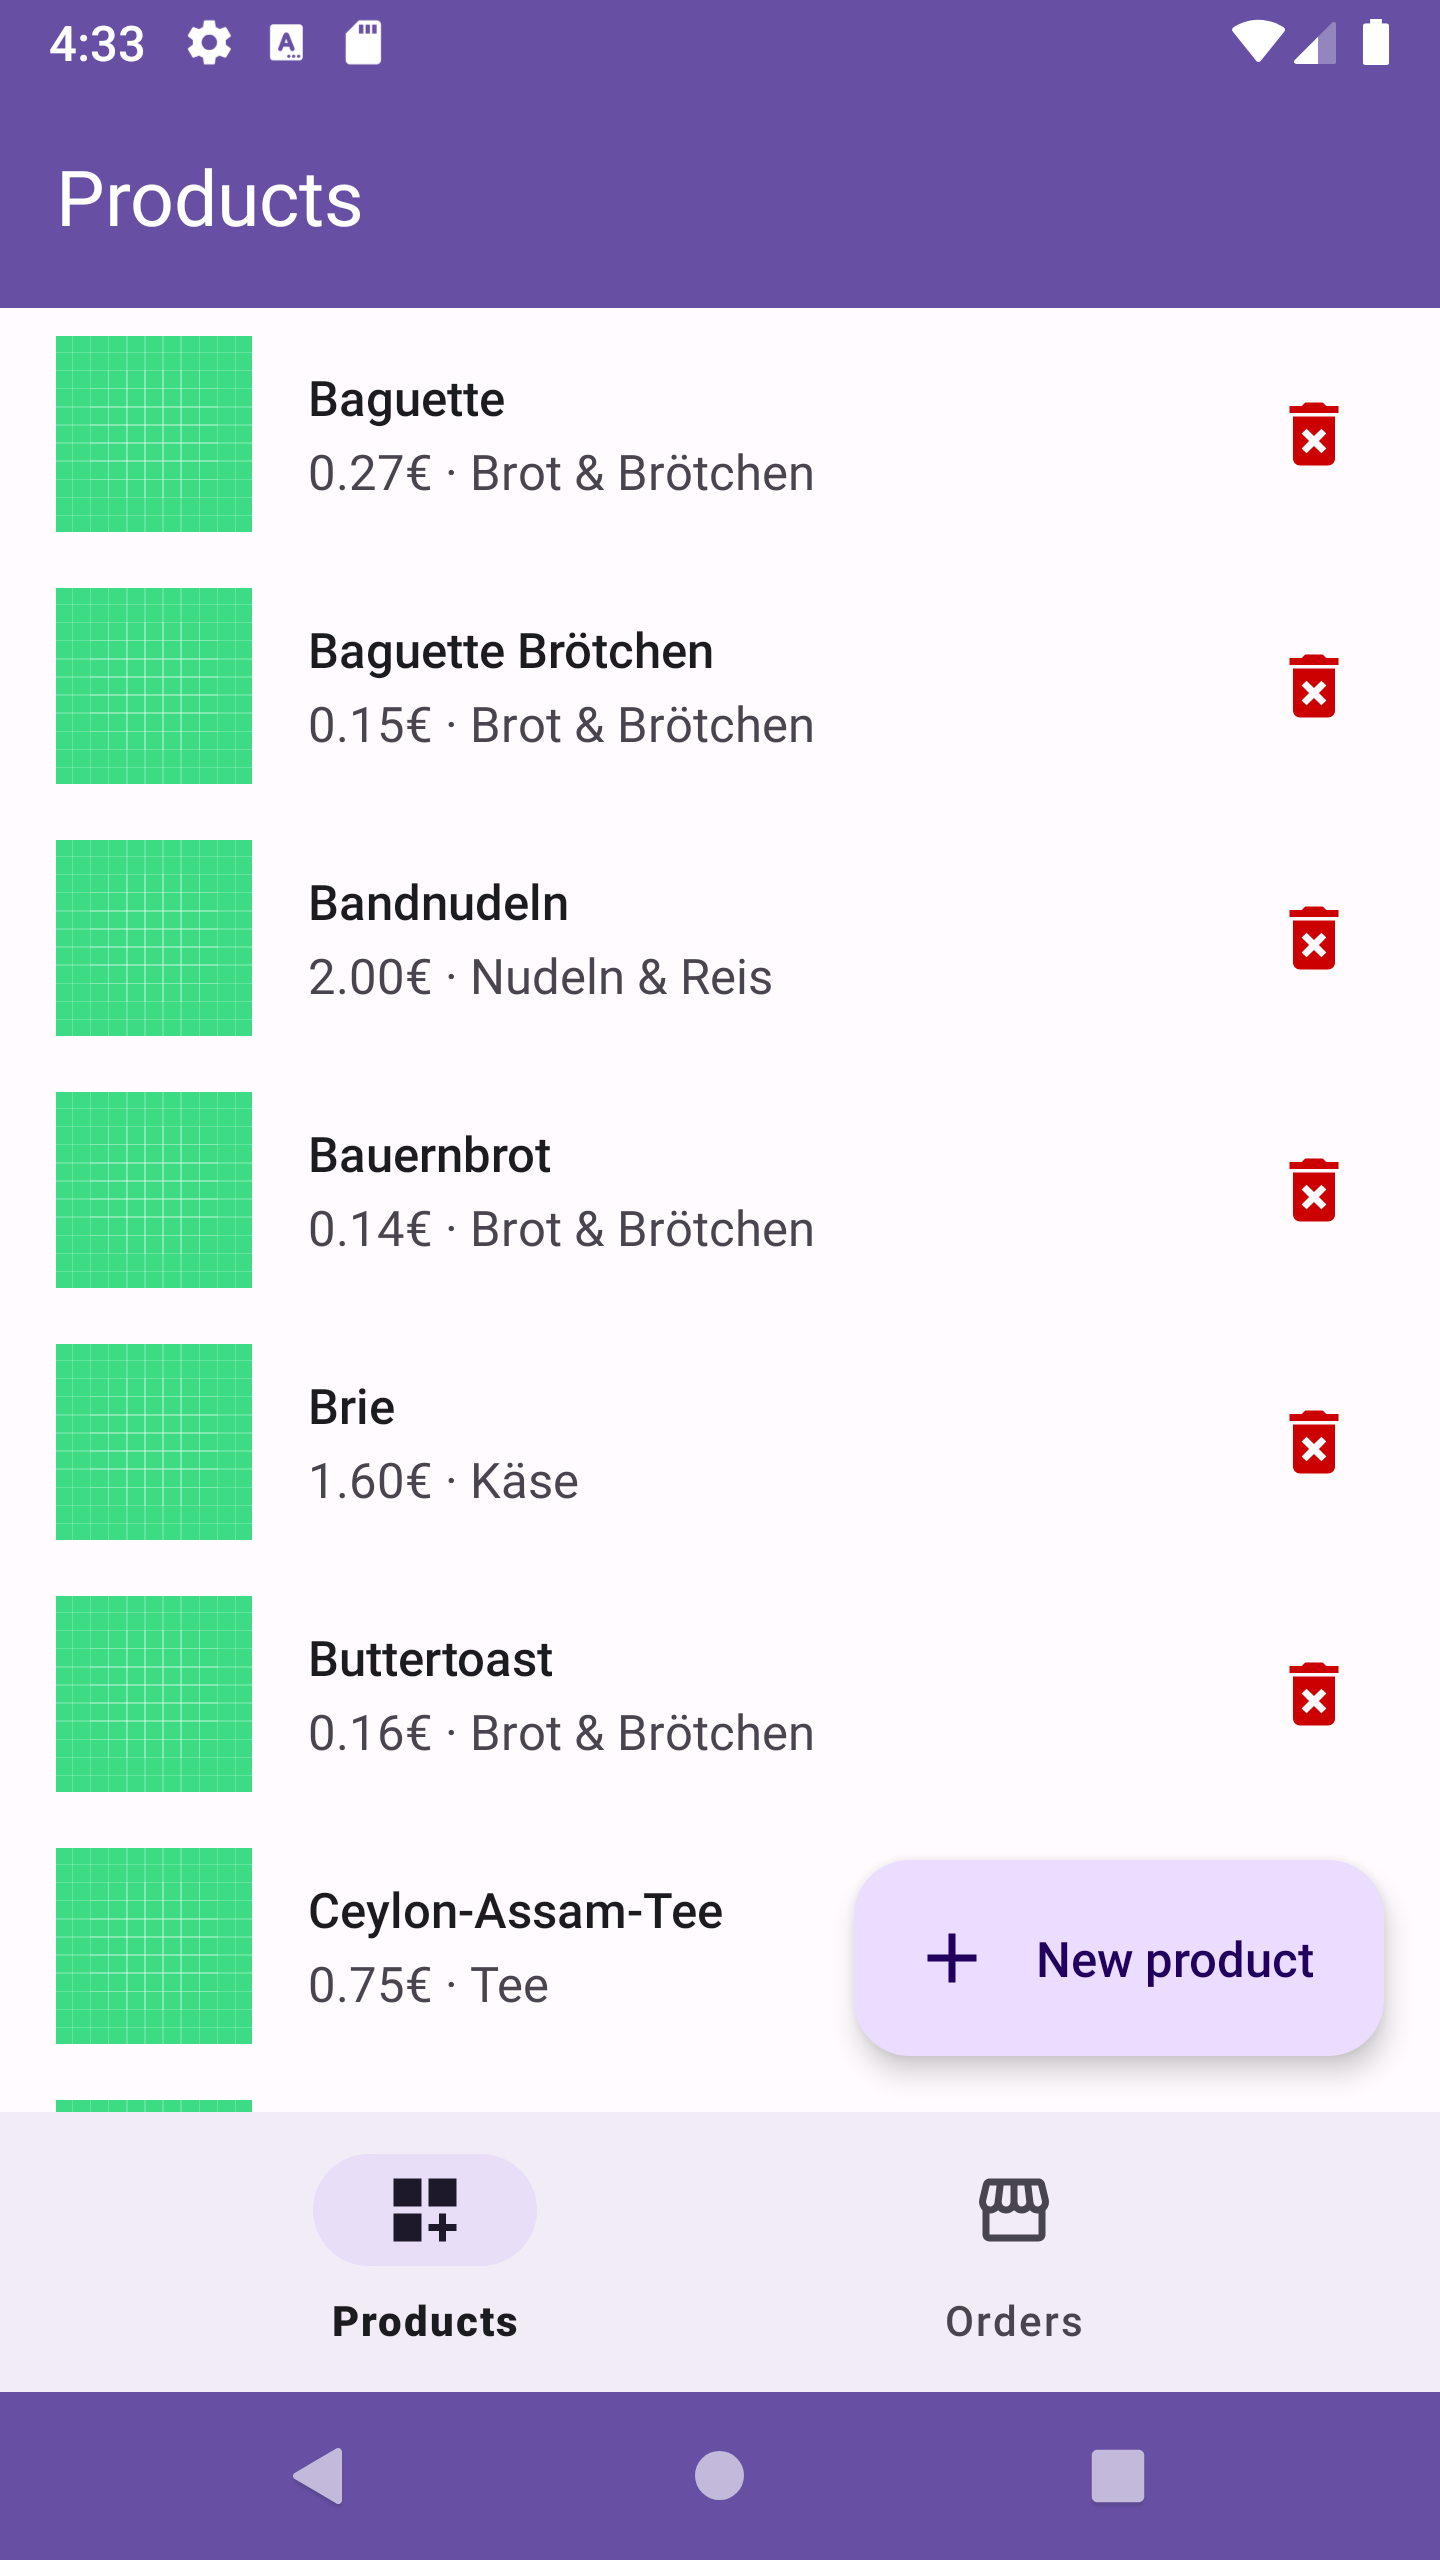 4:33
Products
Baguette
0.27€ · Brot & Brötchen
Baguette Brötchen
0.15€ · Brot & Brötchen
Bandnudeln
2.00€ · Nudeln & Reis
Bauernbrot
0.14€ · Brot & Brötchen
Brie
1.60€ · Käse
Buttertoast
0.16€ · Brot & Brötchen
Ceylon-Assam-Tee
0.75€ · Tee
New product
Products
Orders